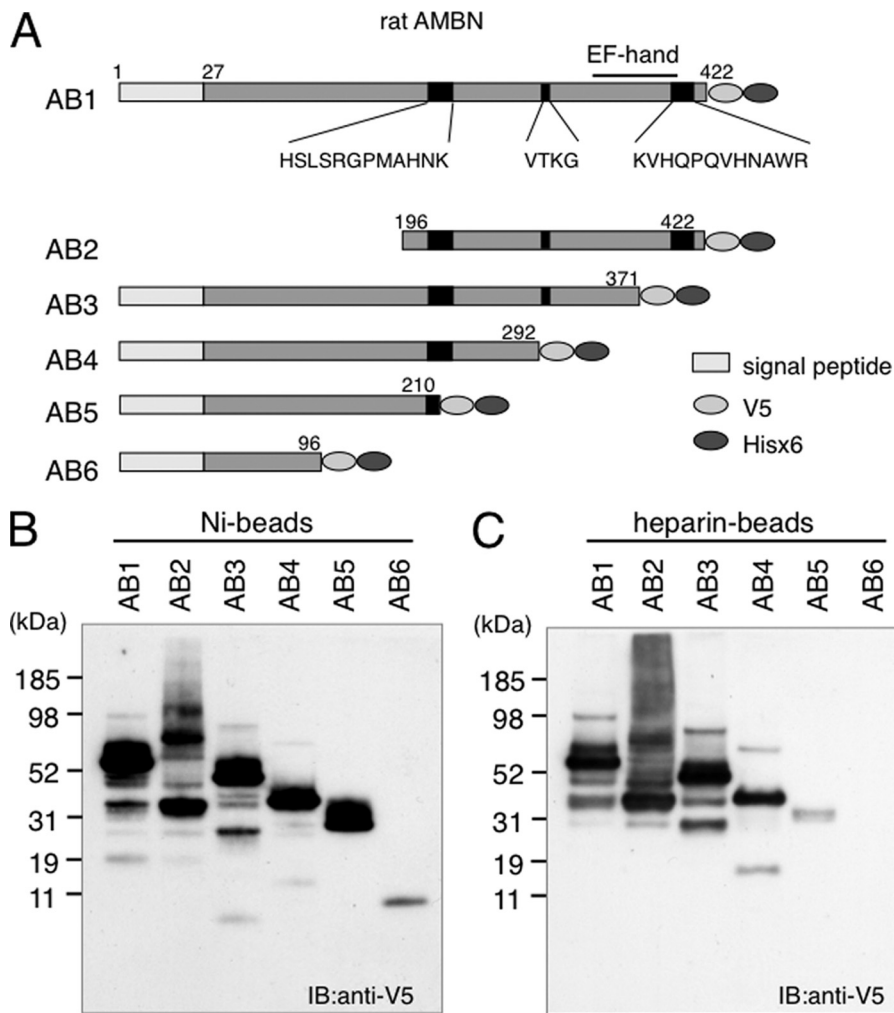 A
rat AMBN
EF-hand
1 27 422
AB1
HSLSRGPMAHNK VTKG KVHQPQVHNAWR
196 422
AB2
371
AB3
292
AB4
210
AB5
96
AB6
signal peptide
V5
Hisx6
B
Ni-beads
AB1 AB2 AB3 AB4 AB5 AB6
(kDa)
185
98
52
31
19
11
IB:anti-V5
C
heparin-beads
AB1 AB2 AB3 AB4 AB5 AB6
(kDa)
185
98
52
31
19
11
IB:anti-V5